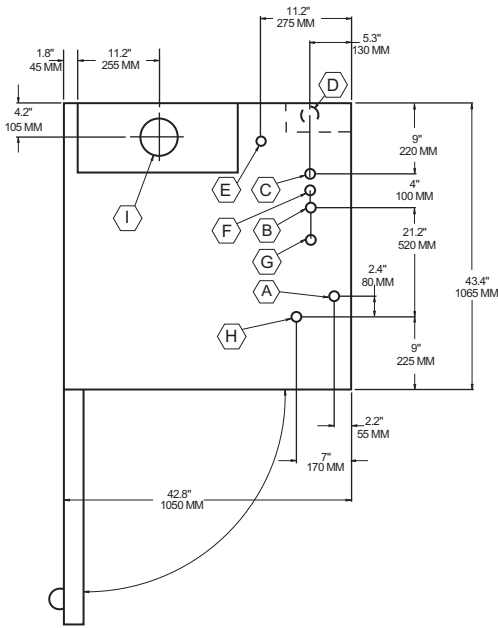 11.2"
275 MM
5.3"
130 MM
1.8"
45 MM
11.2"
255 MM
D
4.2"
105 MM
9"
220 MM
E
C
4"
100 MM
I
F
B
21.2"
520 MM
G
2.4"
80 MM
43.4"
1065 MM
A
H
9"
225 MM
2.2"
55 MM
7"
170 MM
42.8"
1050 MM